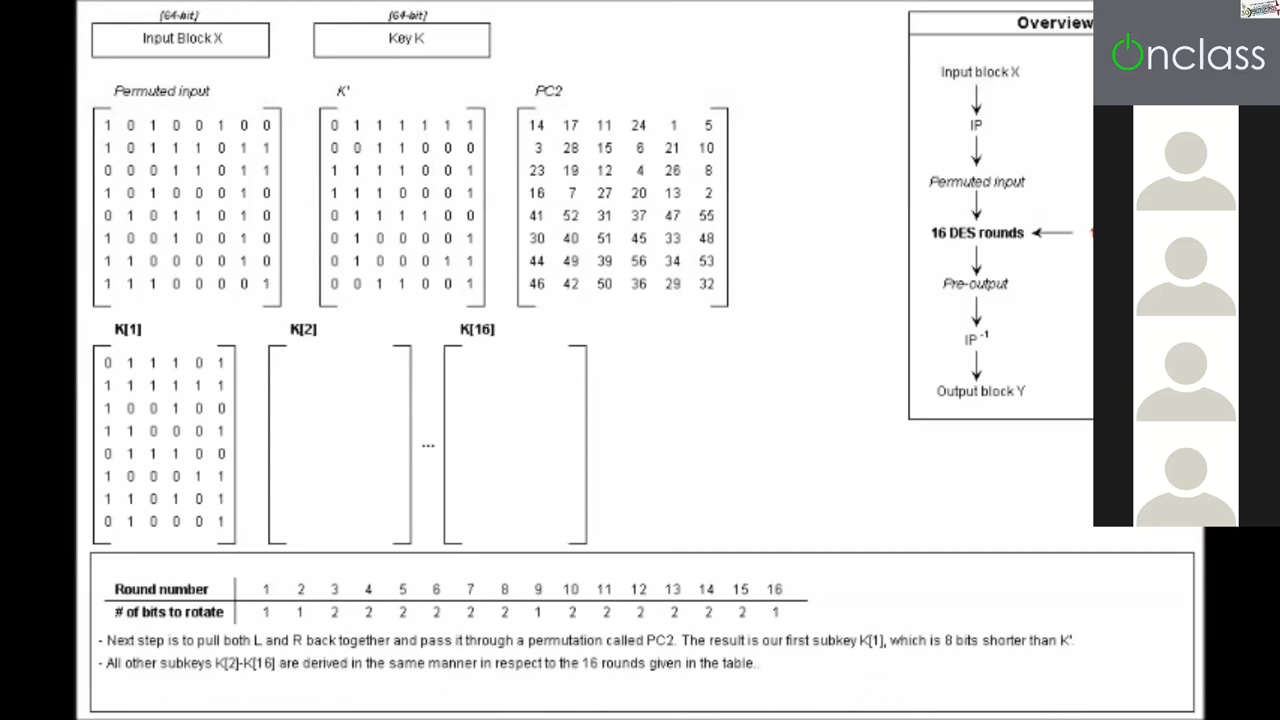 [64-bit] [64-bit]
Input Block X Key K
Permuted input K' PC2
1 0 1 0 0 1 0 0 0 1 1 1 1 1 1 14 17 11 24 1 5
1 0 1 1 1 0 1 1 0 0 1 1 0 0 0 3 28 15 6 21 10
0 0 0 1 1 0 1 1 1 1 1 1 0 0 1 23 19 12 4 26 8
1 0 1 0 0 0 1 0 1 1 1 0 0 0 1 16 7 27 20 13 2
0 1 0 1 1 0 1 0 0 1 1 1 1 0 0 41 52 31 37 47 55
1 0 0 1 0 0 1 0 0 1 0 0 0 0 1 30 40 51 45 33 48
1 1 0 0 0 0 1 0 0 1 0 0 0 1 1 44 49 39 56 34 53
1 1 1 0 0 0 0 1 0 0 1 1 0 0 1 46 42 50 36 29 32
K[1] K[2] K[16]
0 1 1 1 0 1
1 1 1 1 1 1
1 0 0 1 0 0
1 1 0 0 0 1
0 1 1 1 0 0
1 0 0 0 1 1
1 1 0 1 0 1
0 1 0 0 0 1
...
Overview
Input block X
IP
Permuted input
16 DES rounds
Pre-output
IP -1
Output block Y
Onclass
Round number 1 2 3 4 5 6 7 8 9 10 11 12 13 14 15 16
# of bits to rotate 1 1 2 2 2 2 2 2 1 2 2 2 2 2 2 1
- Next step is to pull both L and R back together and pass it through a permutation called PC2. The result is our first subkey K[1], which is 8 bits shorter than K'.
- All other subkeys K[2]-K[16] are derived in the same manner in respect to the 16 rounds given in the table.